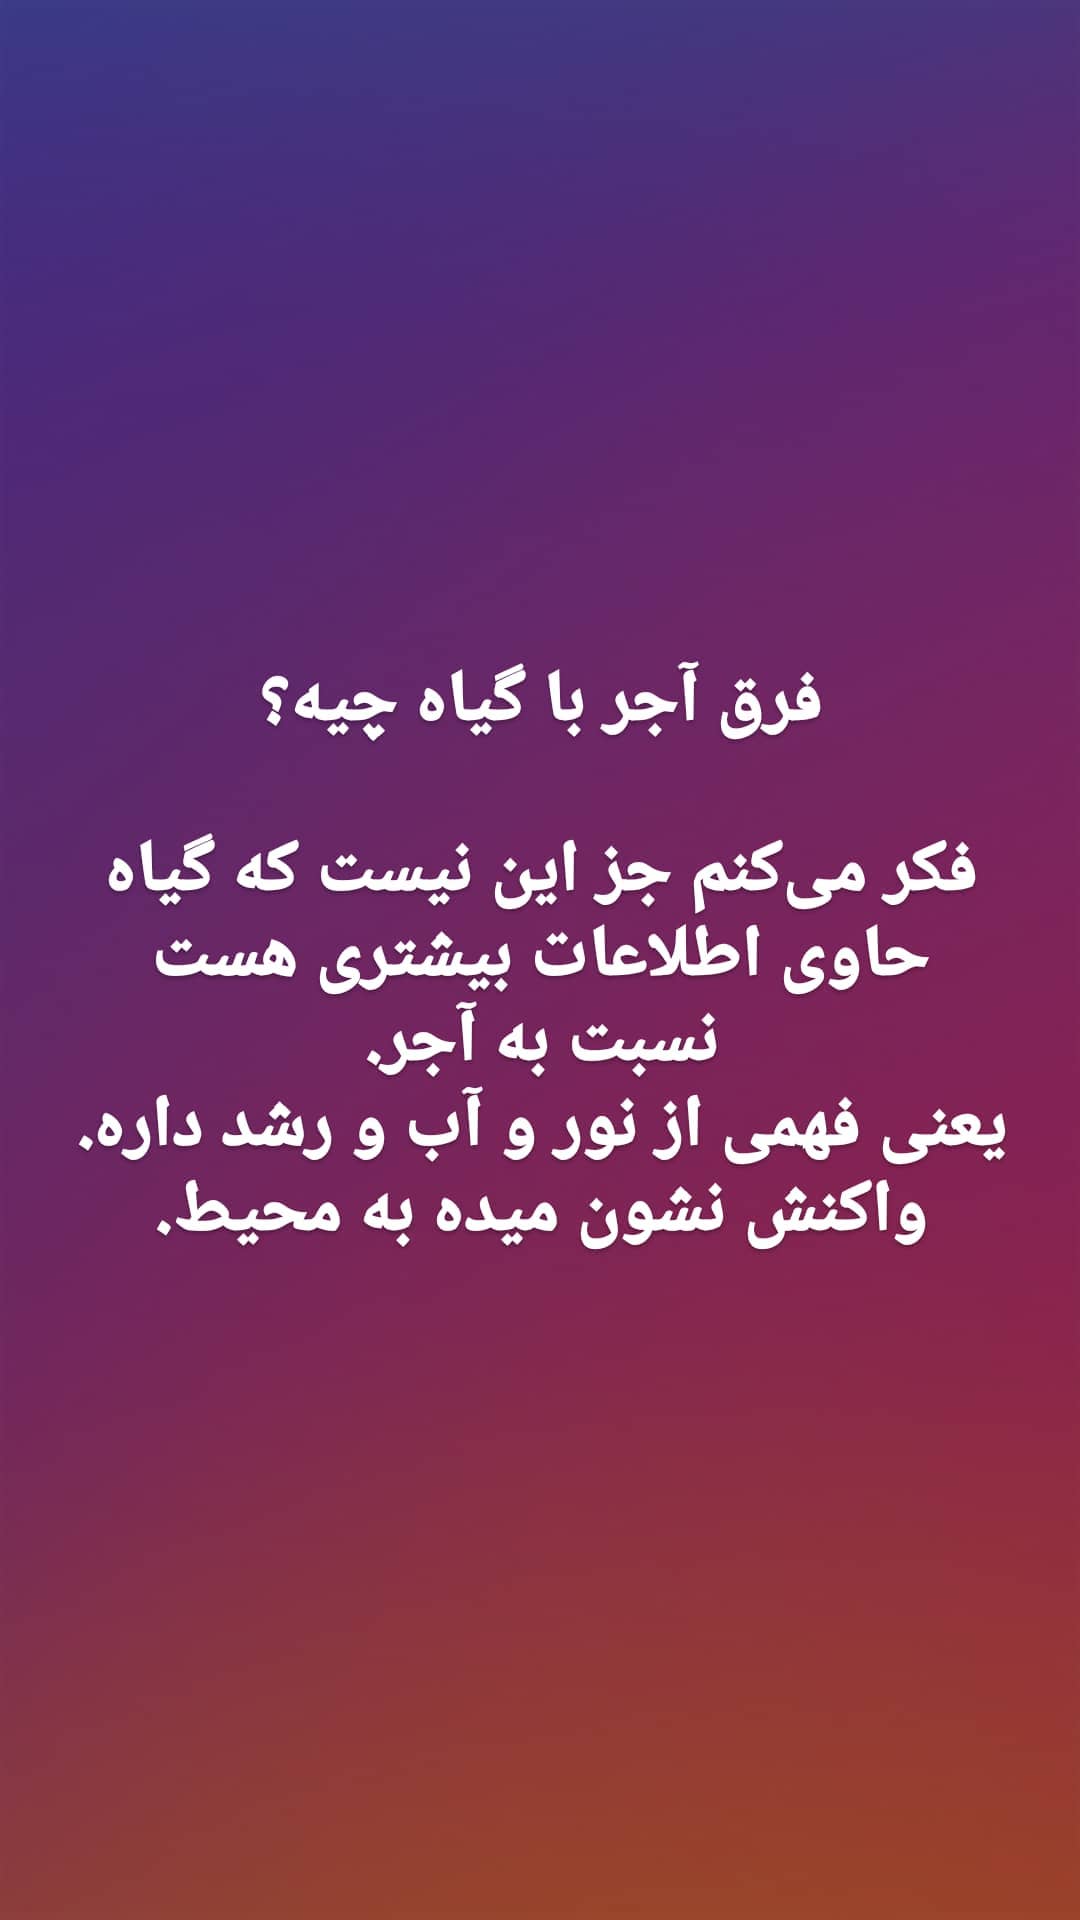 فرق آجر با گیاه چیه؟
فکر می‌کنم جز این نیست که گیاه
حاوی اطلاعات بیشتری هست
نسبت به آجر.
یعنی فهمی از نور و آب و رشد داره.
واکنش نشون میده به محیط.